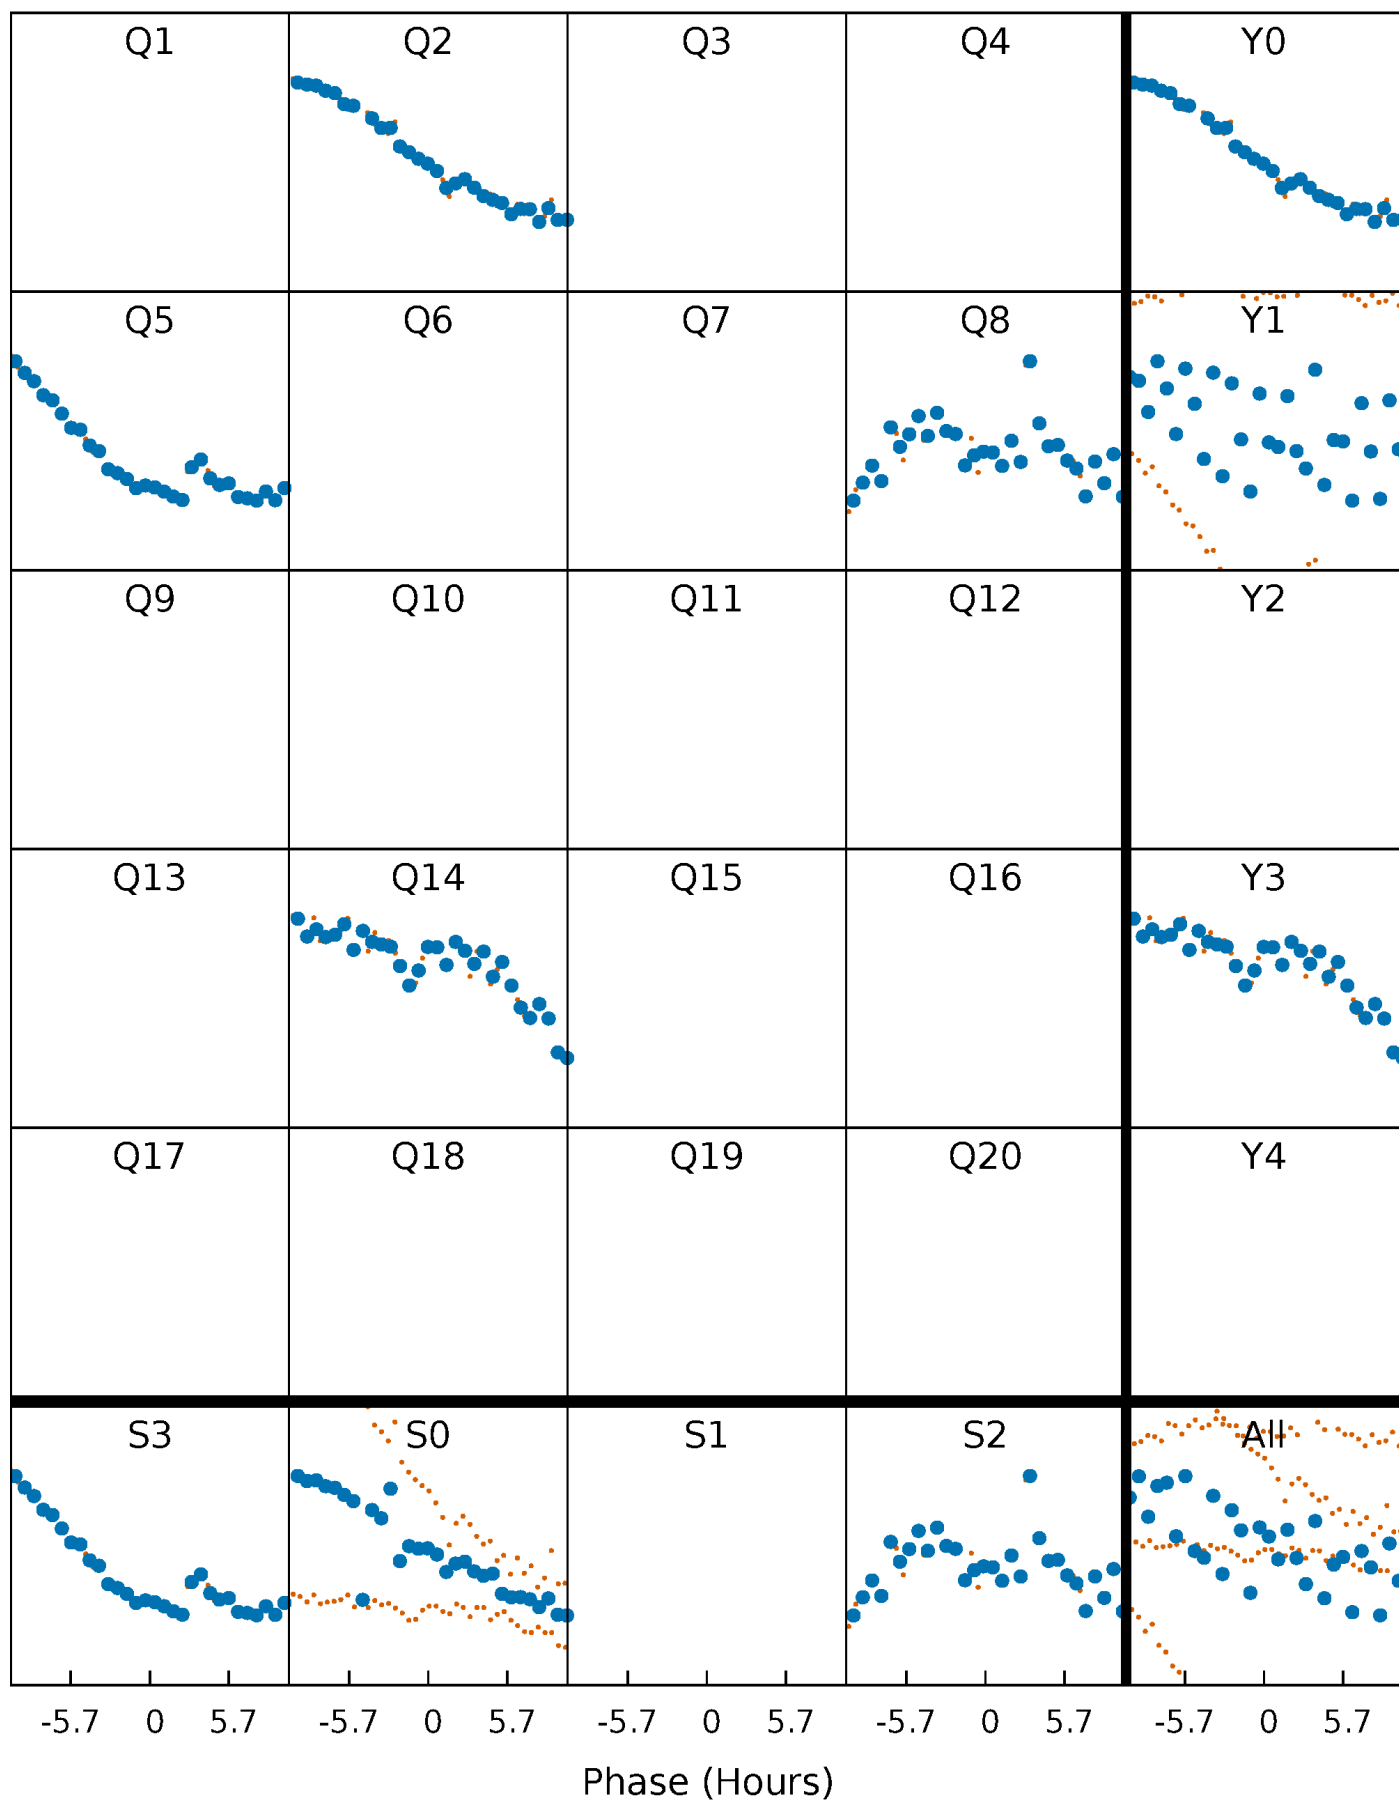 Q1 Q2 Q3 Q4 Y0
Q5 Q6 Q7 Q8 Y1
Q9 Q10 Q11 Q12 Y2
Q13 Q14 Q15 Q16 Y3
Q17 Q18 Q19 Q20 Y4
S3 S0 S1 S2 All
-5.7 0 5.7 -5.7 0 5.7 -5.7 0 5.7 -5.7 0 5.7 -5.7 0 5.7
Phase (Hours)